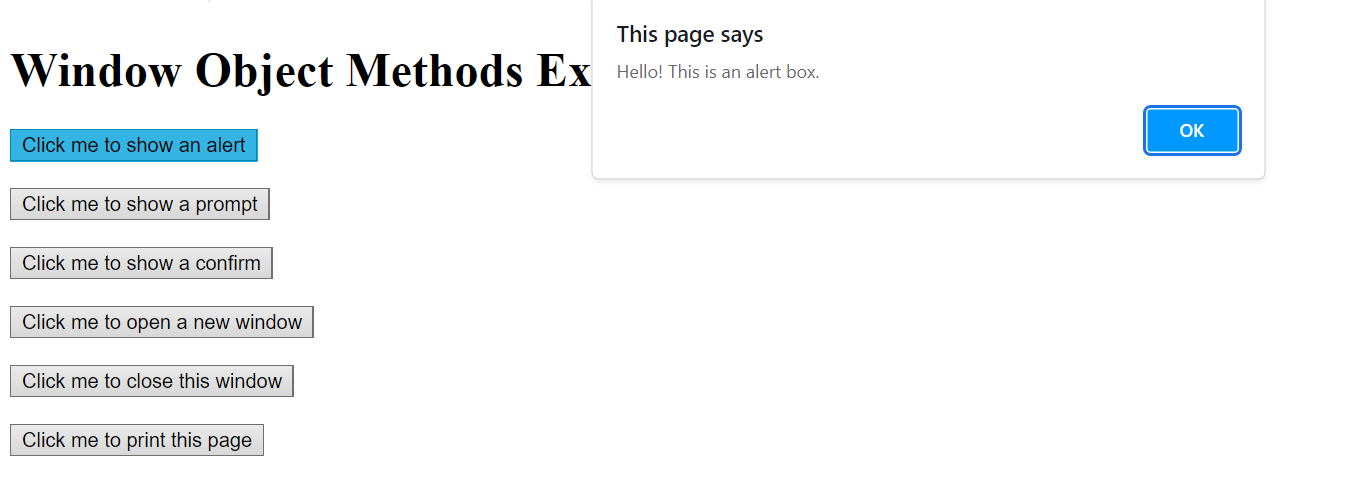 Window Object Methods Ex
This page says
Hello! This is an alert box.
OK
Click me to show an alert
Click me to show a prompt
Click me to show a confirm
Click me to open a new window
Click me to close this window
Click me to print this page